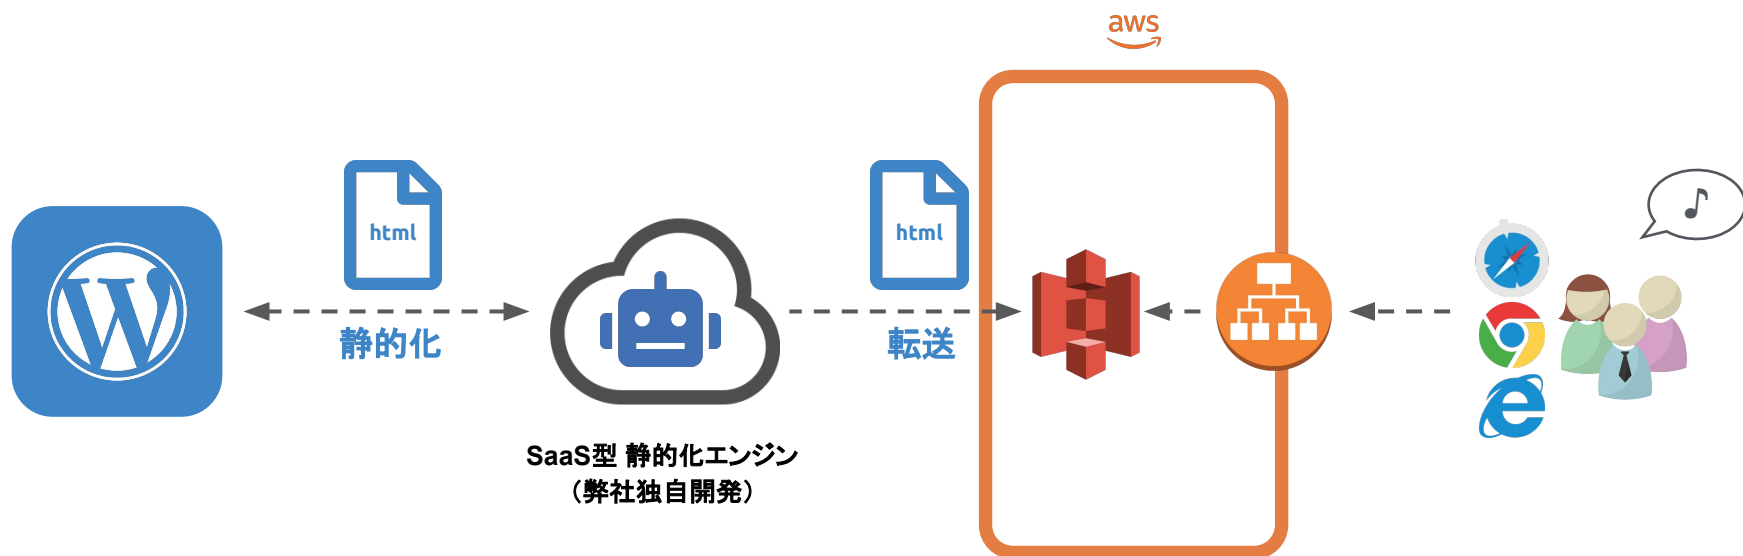 aws
html
html
静的化
転送
SaaS型 静的化エンジン
（弊社独自開発）